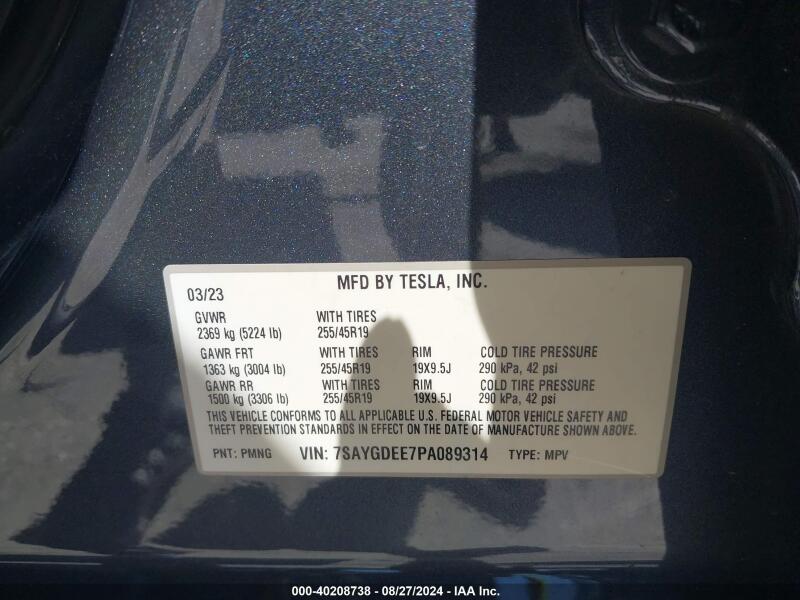 MFD BY TESLA, INC.
03/23
GVWR WITH TIRES
2369 kg (5224 lb) 255/45R19
GAWR FRT WITH TIRES RIM COLD TIRE PRESSURE
1363 kg (3004 lb) 255/45R19 19X9.5J 290 kPa, 42 psi
GAWR RR WITH TIRES RIM COLD TIRE PRESSURE
1500 kg (3306 lb) 255/45R19 19X9.5J 290 kPa, 42 psi
THIS VEHICLE CONFORMS TO ALL APPLICABLE U.S. FEDERAL MOTOR VEHICLE SAFETY AND
THEFT PREVENTION STANDARDS IN EFFECT ON THE DATE OF MANUFACTURE SHOWN ABOVE.
PNT: PMNG VIN: 7SAYGDEE7PA089314 TYPE: MPV
000-40208738 - 08/27/2024 - IAA Inc.